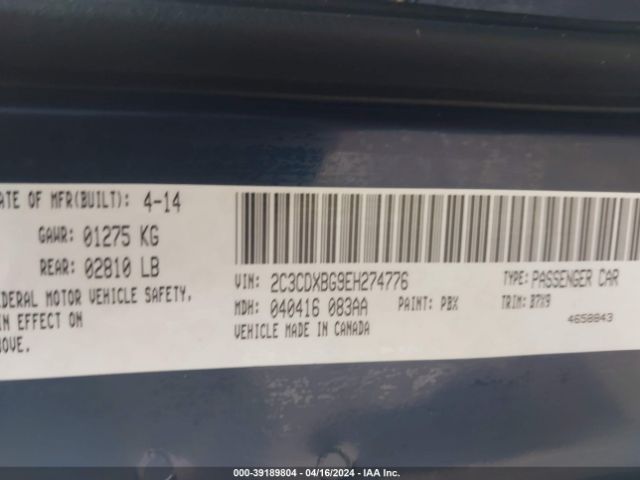 ATE OF MFR(BUILT): 4-14
GAWR: 01275 KG
REAR: 02810 LB
EDERAL MOTOR VEHICLE SAFETY,
IN EFFECT ON
BOVE.
VIN: 2C3CDXBG9EH274776
TYPE: PASSENGER CAR
MDH: 040416 083AA PAINT: PBX
TRIM: B7X9
VEHICLE MADE IN CANADA
4658843
000-39189804 - 04/16/2024 - IAA Inc.